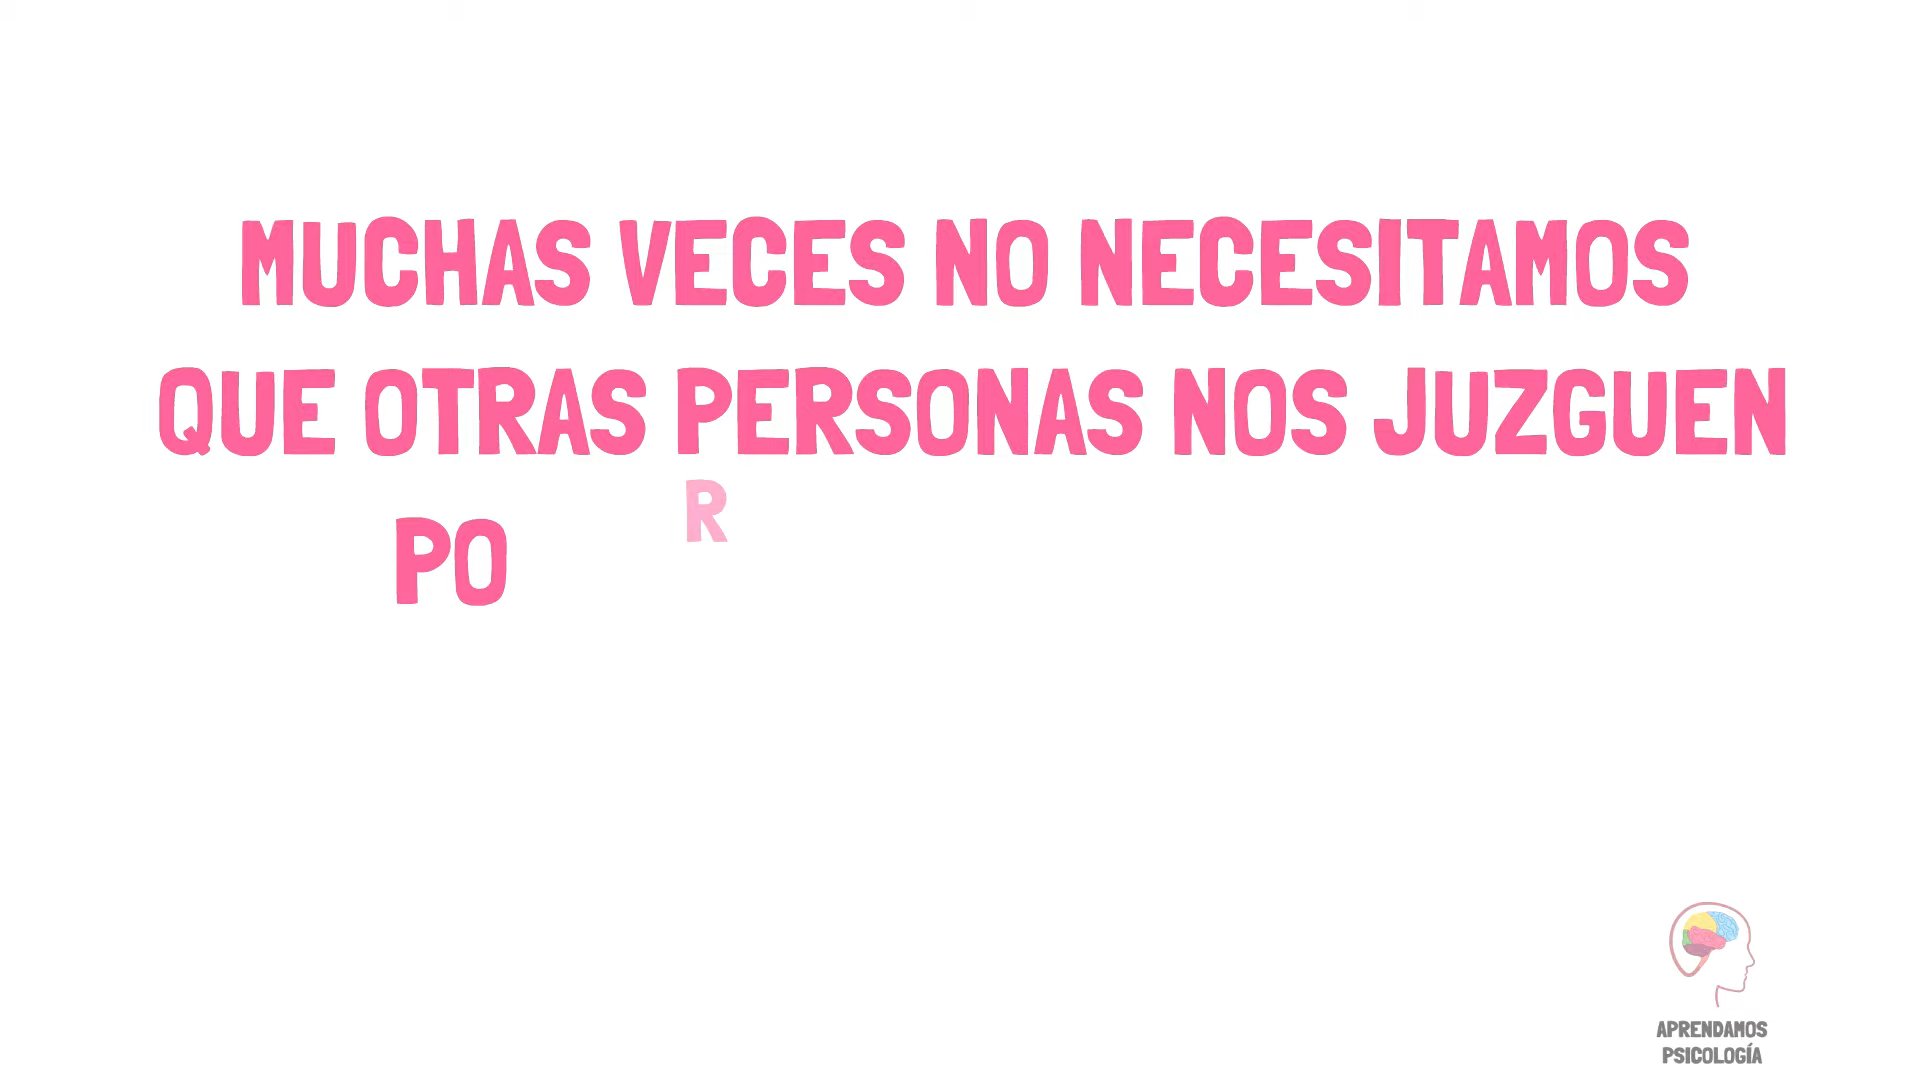 MUCHAS VECES NO NECESITAMOS
QUE OTRAS PERSONAS NOS JUZGUEN
PO R
APRENDAMOS
PSICOLOGÍA